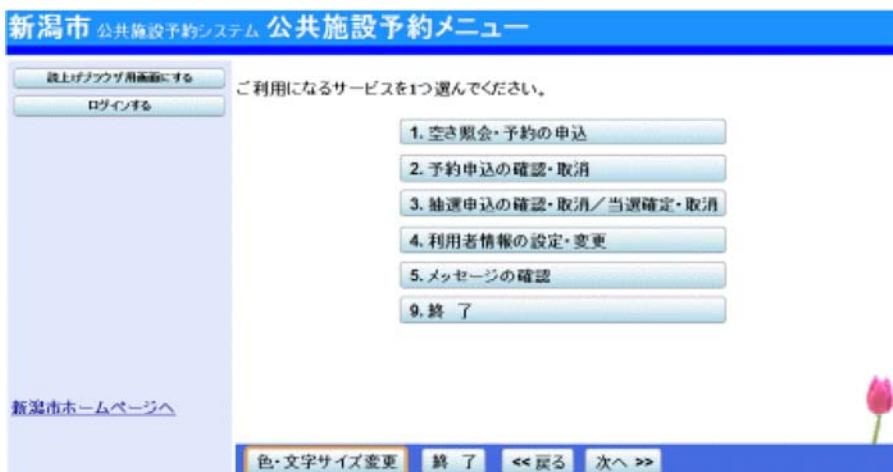 新潟市 公共施設予約システム 公共施設予約メニュー
読上げブラウザ用画面にする
ログインする
ご利用になるサービスを1つ選んでください。
1. 空き照会・予約の申込
2. 予約申込の確認・取消
3. 抽選申込の確認・取消／当選確定・取消
4. 利用者情報の設定・変更
5. メッセージの確認
9. 終 了
新潟市ホームページへ
色・文字サイズ変更 終 了 << 戻る 次へ >>